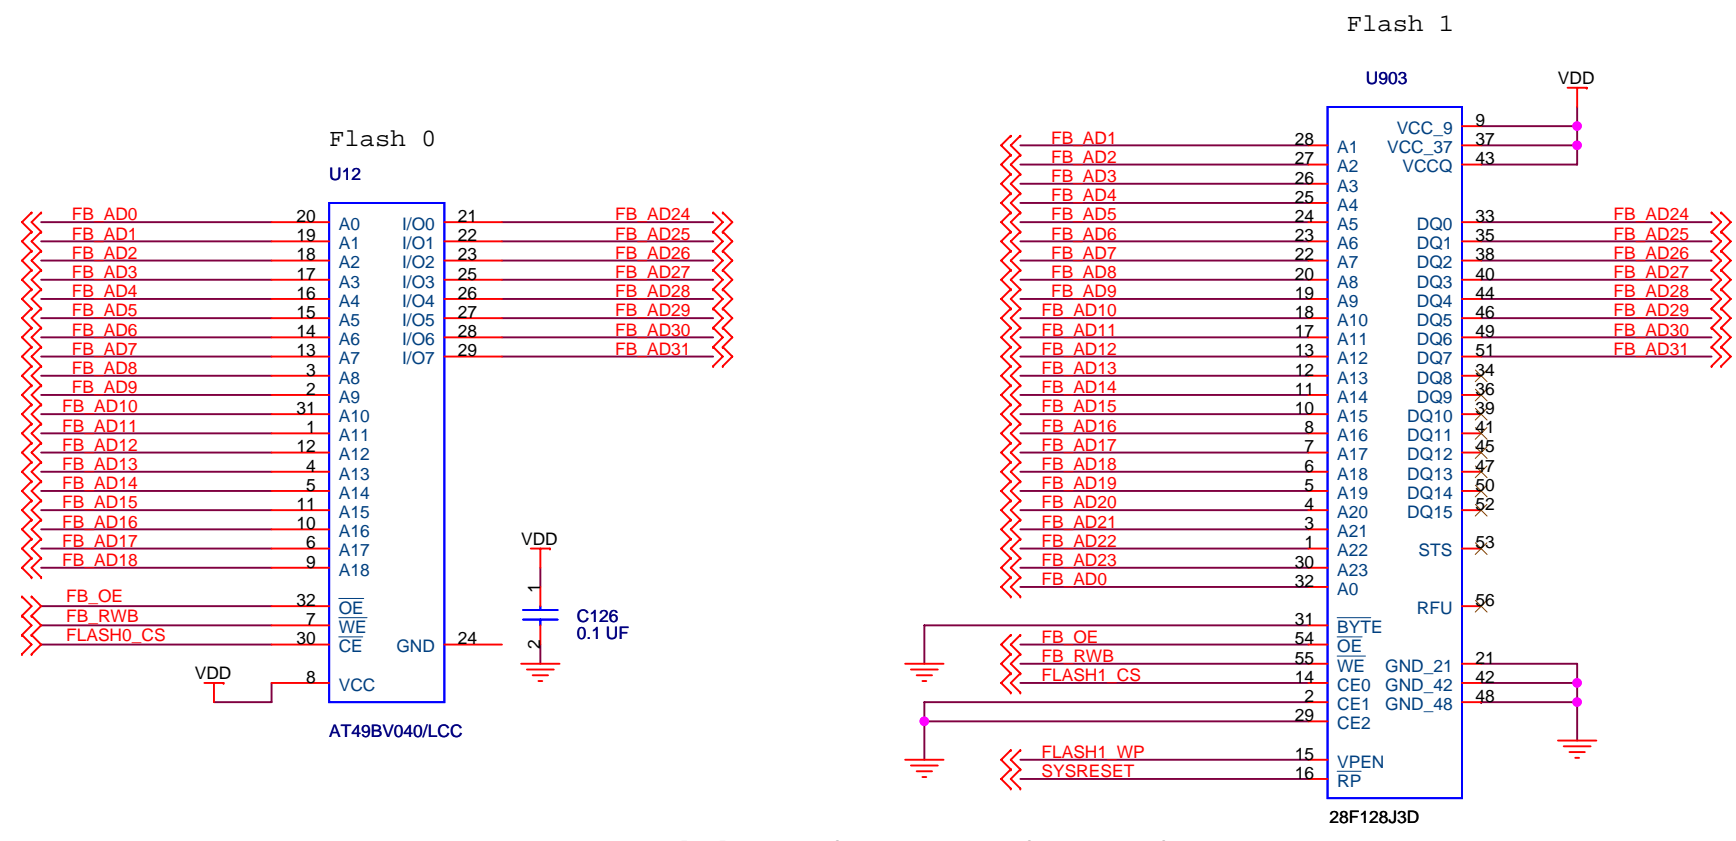 Flash 1
U903
VDD
Flash 0
U12
FB_AD0 20 A0 I/O0 21 FB_AD24
FB_AD1 19 A1 I/O1 22 FB_AD25
FB_AD2 18 A2 I/O2 23 FB_AD26
FB_AD3 17 A3 I/O3 25 FB_AD27
FB_AD4 16 A4 I/O4 26 FB_AD28
FB_AD5 15 A5 I/O5 27 FB_AD29
FB_AD6 14 A6 I/O6 28 FB_AD30
FB_AD7 13 A7 I/O7 29 FB_AD31
FB_AD8 3 A8
FB_AD9 2 A9
FB_AD10 31 A10
FB_AD11 1 A11
FB_AD12 12 A12
FB_AD13 4 A13
FB_AD14 5 A14
FB_AD15 11 A15
FB_AD16 10 A16
FB_AD17 6 A17
FB_AD18 9 A18
FB_OE 32 OE
FB_RWB 7 WE
FLASH0_CS 30 CE GND 24
VDD 8 VCC
AT49BV040/LCC
VDD
1
C126
0.1 UF
2
FB_AD1 28 A1 VCC_9 9
FB_AD2 27 A2 VCC_37 37
FB_AD3 26 A3 VCCQ 43
FB_AD4 25 A4
FB_AD5 24 A5 DQ0 33 FB_AD24
FB_AD6 23 A6 DQ1 35 FB_AD25
FB_AD7 22 A7 DQ2 38 FB_AD26
FB_AD8 20 A8 DQ3 40 FB_AD27
FB_AD9 19 A9 DQ4 44 FB_AD28
FB_AD10 18 A10 DQ5 46 FB_AD29
FB_AD11 17 A11 DQ6 49 FB_AD30
FB_AD12 13 A12 DQ7 51 FB_AD31
FB_AD13 12 A13 DQ8 34
FB_AD14 11 A14 DQ9 36
FB_AD15 10 A15 DQ10 39
FB_AD16 8 A16 DQ11 41
FB_AD17 7 A17 DQ12 45
FB_AD18 6 A18 DQ13 47
FB_AD19 5 A19 DQ14 50
FB_AD20 4 A20 DQ15 52
FB_AD21 3 A21
FB_AD22 1 A22 STS 53
FB_AD23 30 A23
FB_AD0 32 A0
RFU 56
31 BYTE
FB_OE 54 OE
FB_RWB 55 WE GND_21 21
FLASH1_CS 14 CE0 GND_42 42
2 CE1 GND_48 48
29 CE2
FLASH1_WP 15 VPEN
SYSRESET 16 RP
28F128J3D